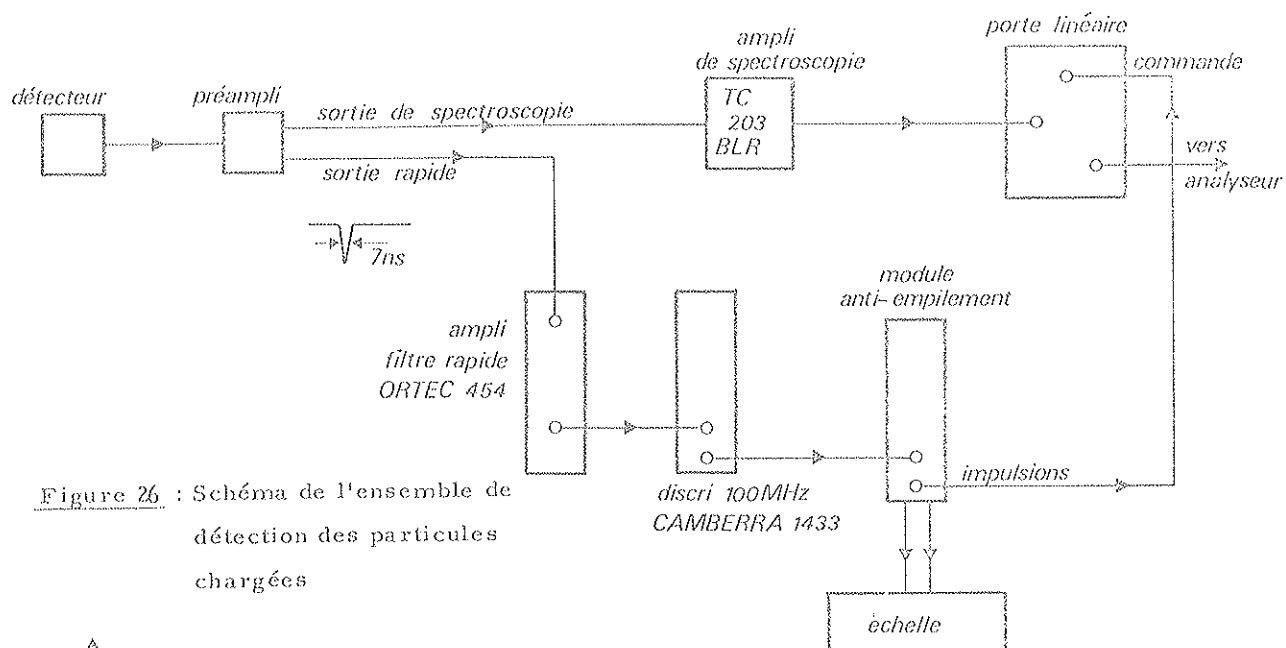 porte linéaire
ampli
de spectroscopie
commande
détecteur
préampli
sortie de spectroscopie
TC
203
BLR
sortie rapide
vers
analyseur
7ns
module
anti-empilement
ampli
filtre rapide
ORTEC 454
impulsions
discri 100MHz
CAMBERRA 1433
Figure 26 : Schéma de l'ensemble de
détection des particules
chargées
echelle